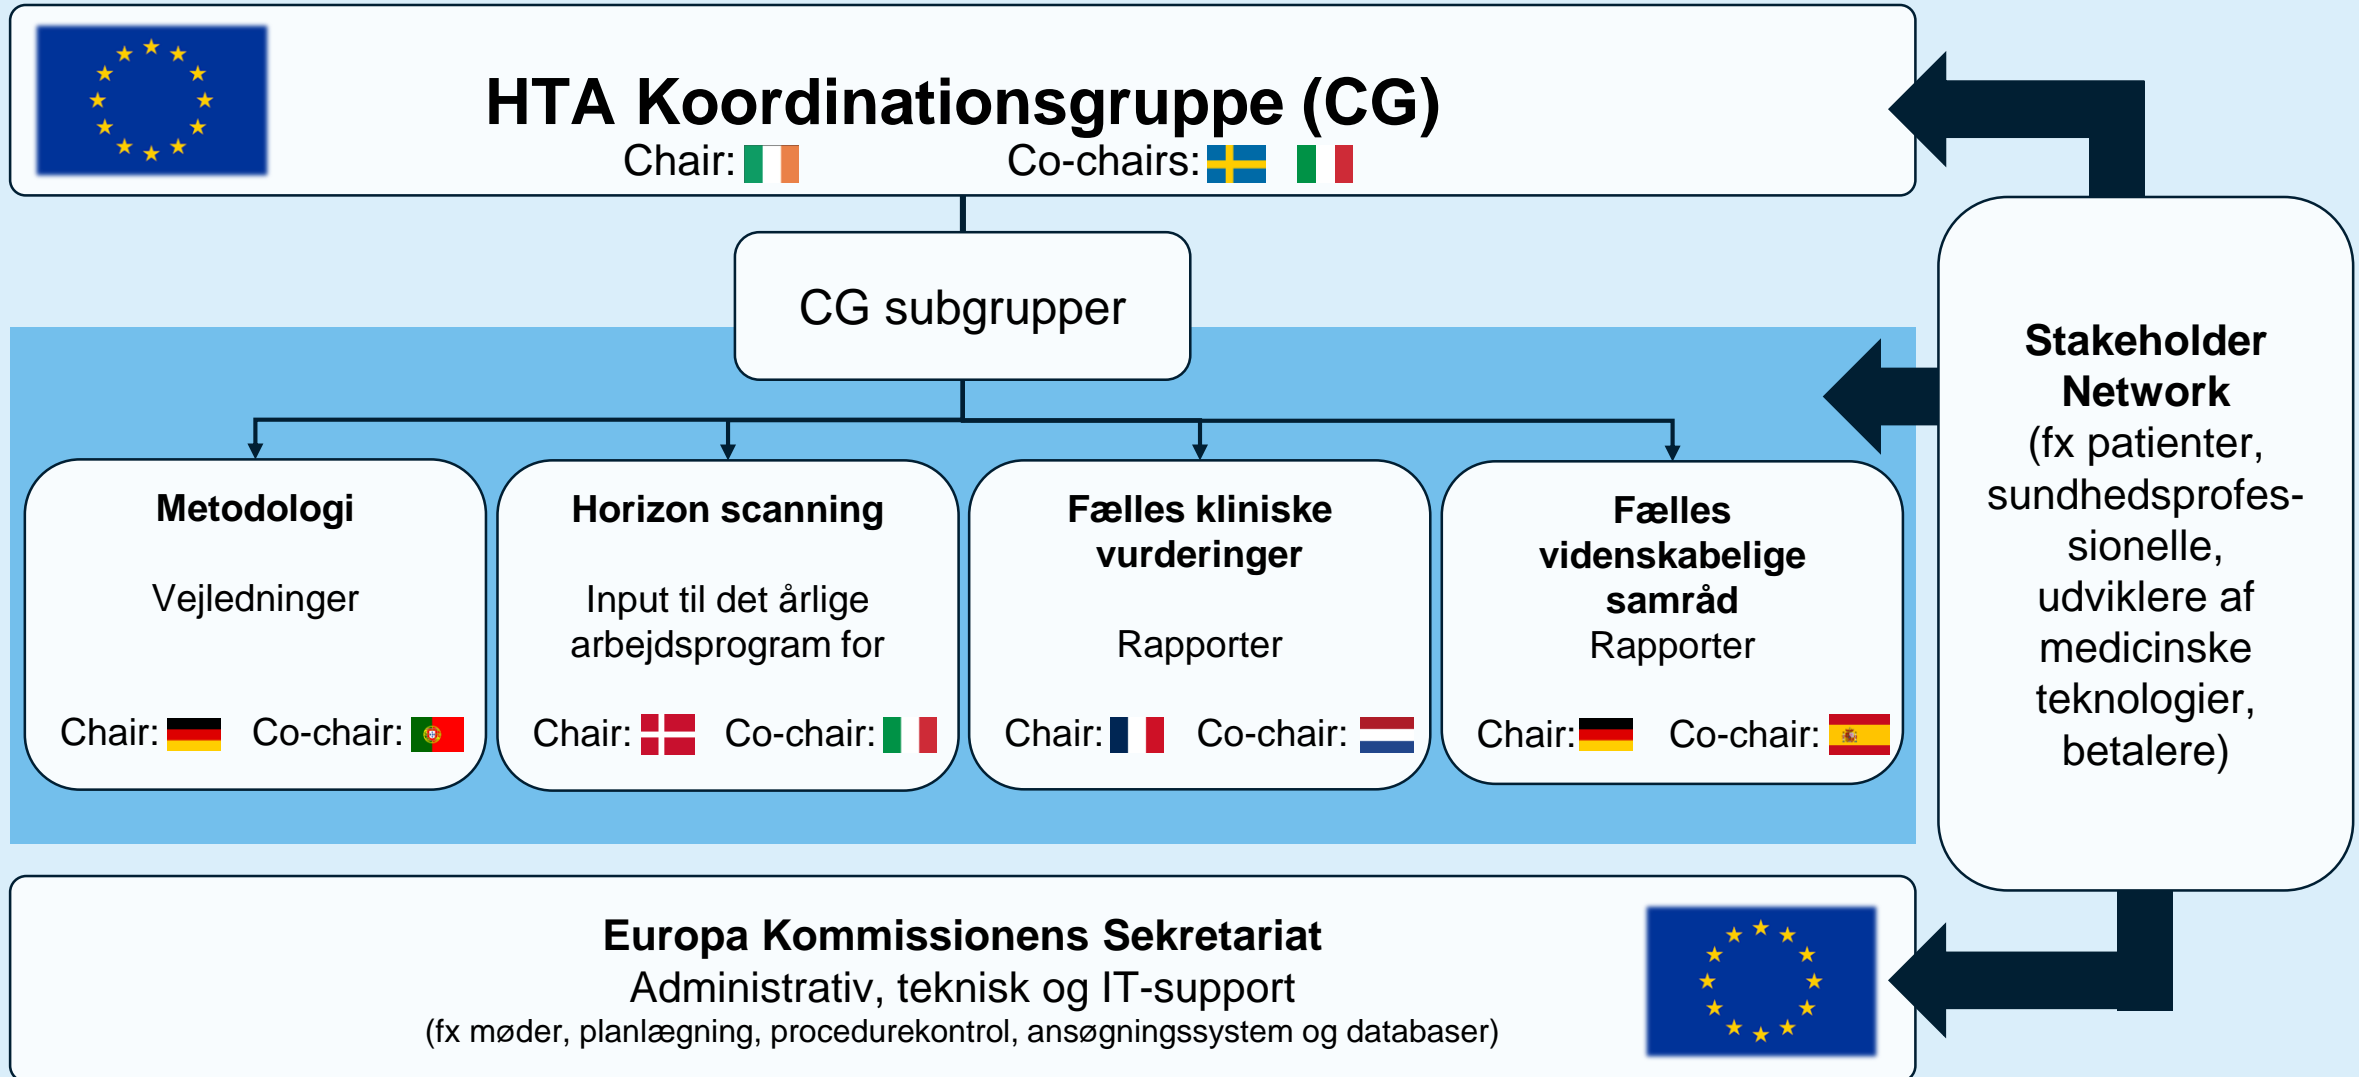 HTA Koordinationsgruppe (CG)
Chair:
Co-chairs:
CG subgrupper
Metodologi
Vejledninger
Chair:
Co-chair:
Horizon scanning
Input til det årlige
arbejdsprogram for
Chair:
Co-chair:
Fælles kliniske
vurderinger
Rapporter
Chair:
Co-chair:
Fælles
videnskabelige
samråd
Rapporter
Chair:
Co-chair:
Stakeholder
Network
(fx patienter,
sundhedsprofes-
sionelle,
udviklere af
medicinske
teknologier,
betalere)
Europa Kommissionens Sekretariat
Administrativ, teknisk og IT-support
(fx møder, planlægning, procedurekontrol, ansøgningssystem og databaser)